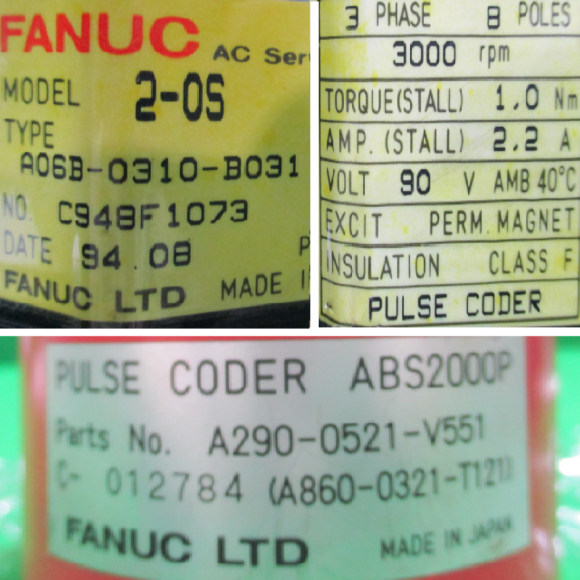 FANUC AC Ser
MODEL 2-0S
TYPE
A06B-0310-B031
NO. C948F1073
DATE 94.08
FANUC LTD MADE I
3 PHASE 8 POLES
3000 rpm
TORQUE(STALL) 1.0 Nm
AMP.(STALL) 2.2 A
VOLT 90 V AMB 40°C
EXCIT PERM.MAGNET
INSULATION CLASS F
PULSE CODER
PULSE CODER ABS2000P
Parts No. A290-0521-V551
C- 012784 (A860-0321-T121)
FANUC LTD MADE IN JAPAN